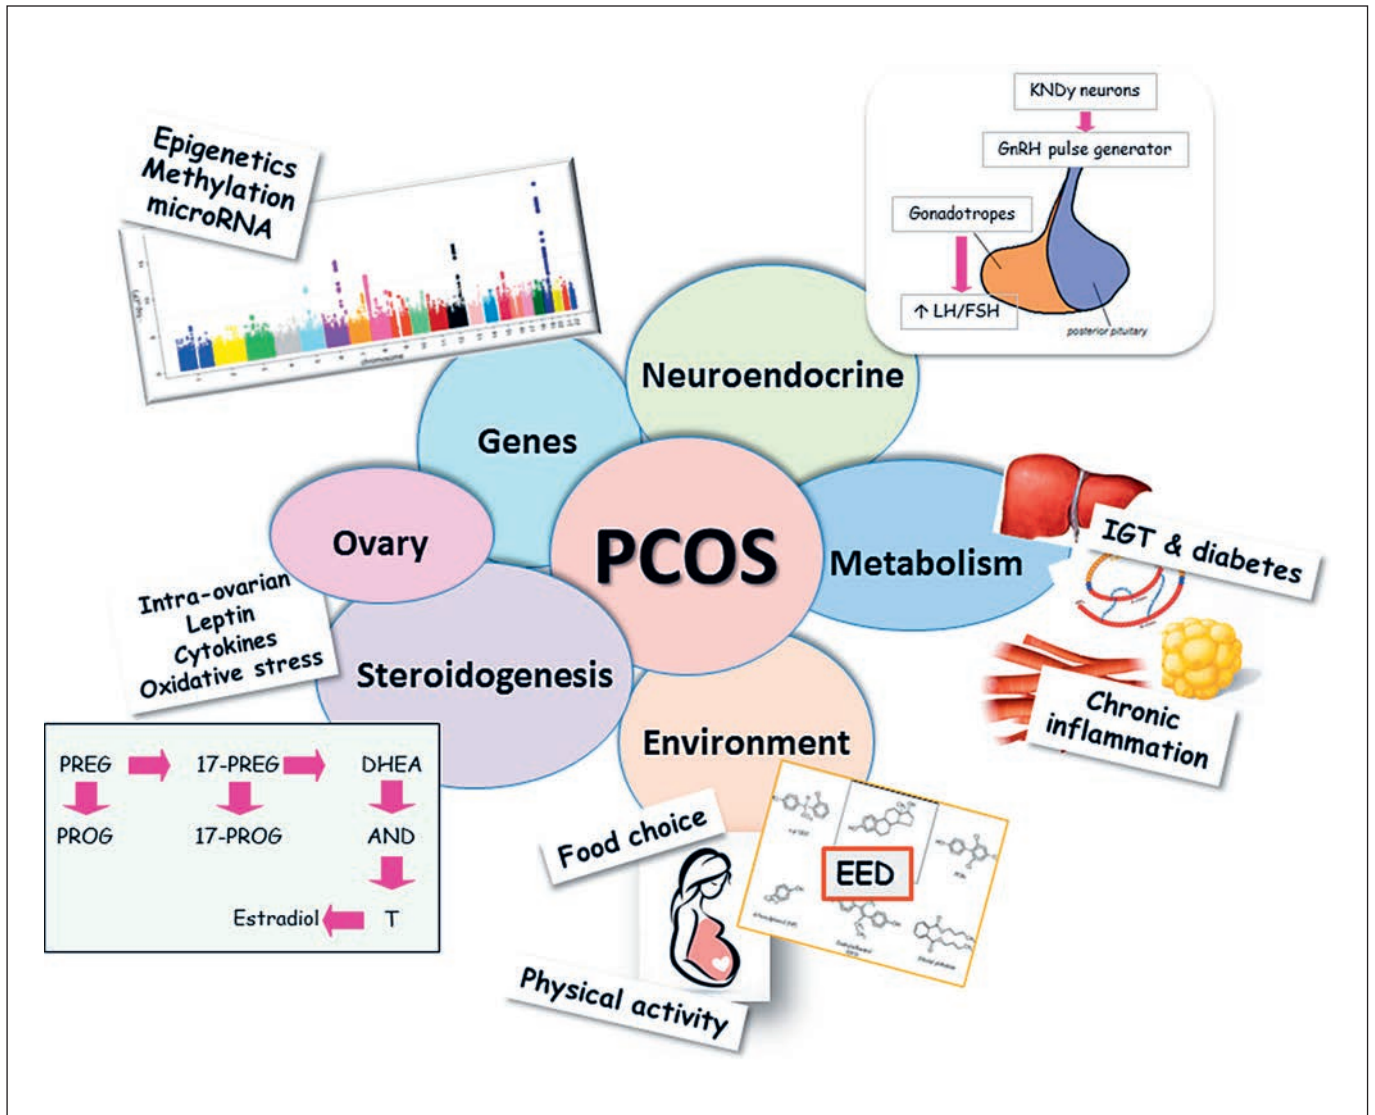 Epigenetics
Methylation
microRNA
chromosome
KNDy neurons
GnRH pulse generator
Gonadotropes
↑ LH/FSH
posterior pituitary
Neuroendocrine
Genes
Ovary
PCOS
Metabolism
IGT & diabetes
Chronic
inflammation
Intra-ovarian
Leptin
Cytokines
Oxidative stress
Steroidogenesis
Environment
PREG
17-PREG
DHEA
PROG
17-PROG
AND
Estradiol
T
Food choice
EED
PCBs
Physical activity